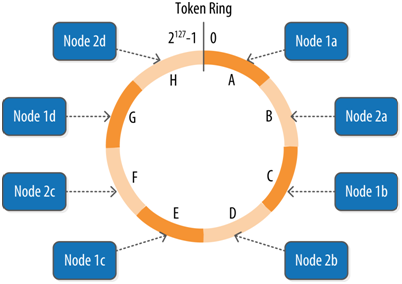 Token Ring
2¹²⁷-1 0
Node 2d
Node 1a
H
A
Node 1d
G
B
Node 2a
Node 2c
F
C
Node 1b
E
D
Node 1c
Node 2b